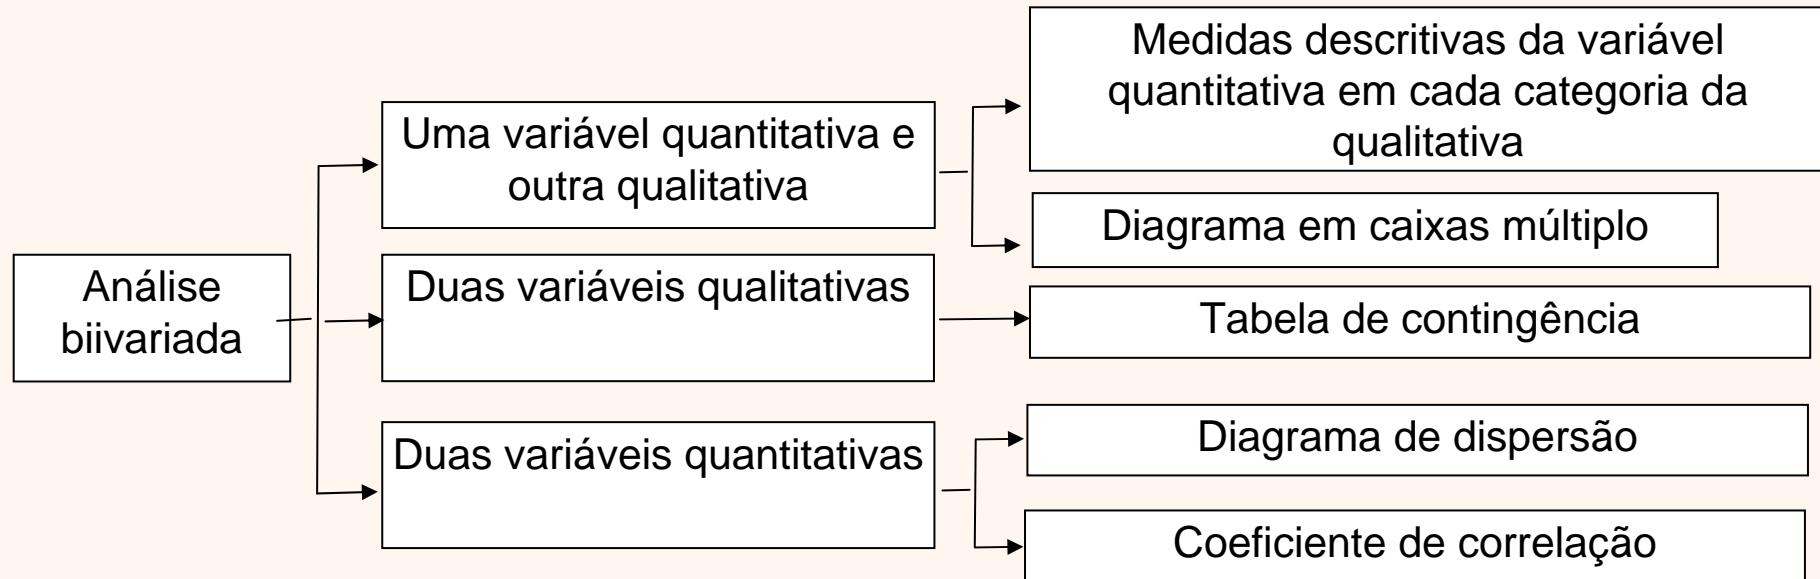 Análise
biivariada
Uma variável quantitativa e
outra qualitativa
Medidas descritivas da variável
quantitativa em cada categoria da
qualitativa
Diagrama em caixas múltiplo
Duas variáveis qualitativas
Tabela de contingência
Duas variáveis quantitativas
Diagrama de dispersão
Coeficiente de correlação